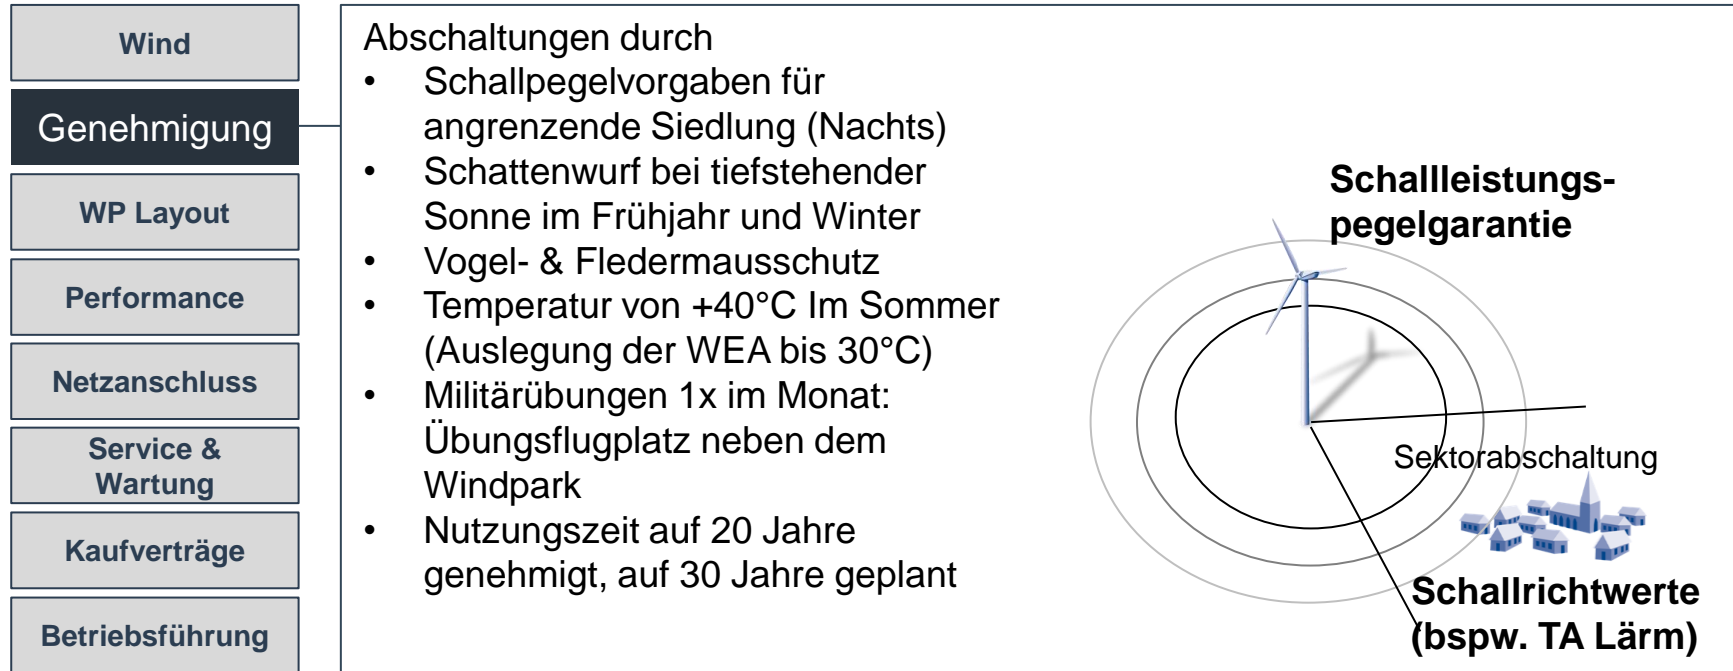 Wind
Genehmigung
WP Layout
Performance
Netzanschluss
Service &
Wartung
Kaufverträge
Betriebsführung
Abschaltungen durch
• Schallpegelvorgaben für
angrenzende Siedlung (Nachts)
• Schattenwurf bei tiefstehender
Sonne im Frühjahr und Winter
• Vogel- & Fledermausschutz
• Temperatur von +40°C Im Sommer
(Auslegung der WEA bis 30°C)
• Militärübungen 1x im Monat:
Übungsflugplatz neben dem
Windpark
• Nutzungszeit auf 20 Jahre
genehmigt, auf 30 Jahre geplant
Schallleistungs-
pegelgarantie
Sektorabschaltung
Schallrichtwerte
(bspw. TA Lärm)